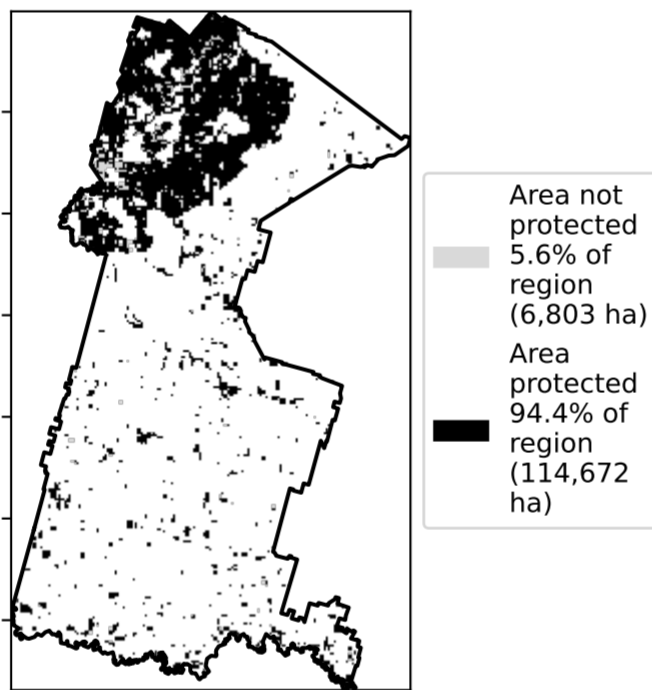 Area not
protected
5.6% of
region
(6,803 ha)
Area
protected
94.4% of
region
(114,672
ha)